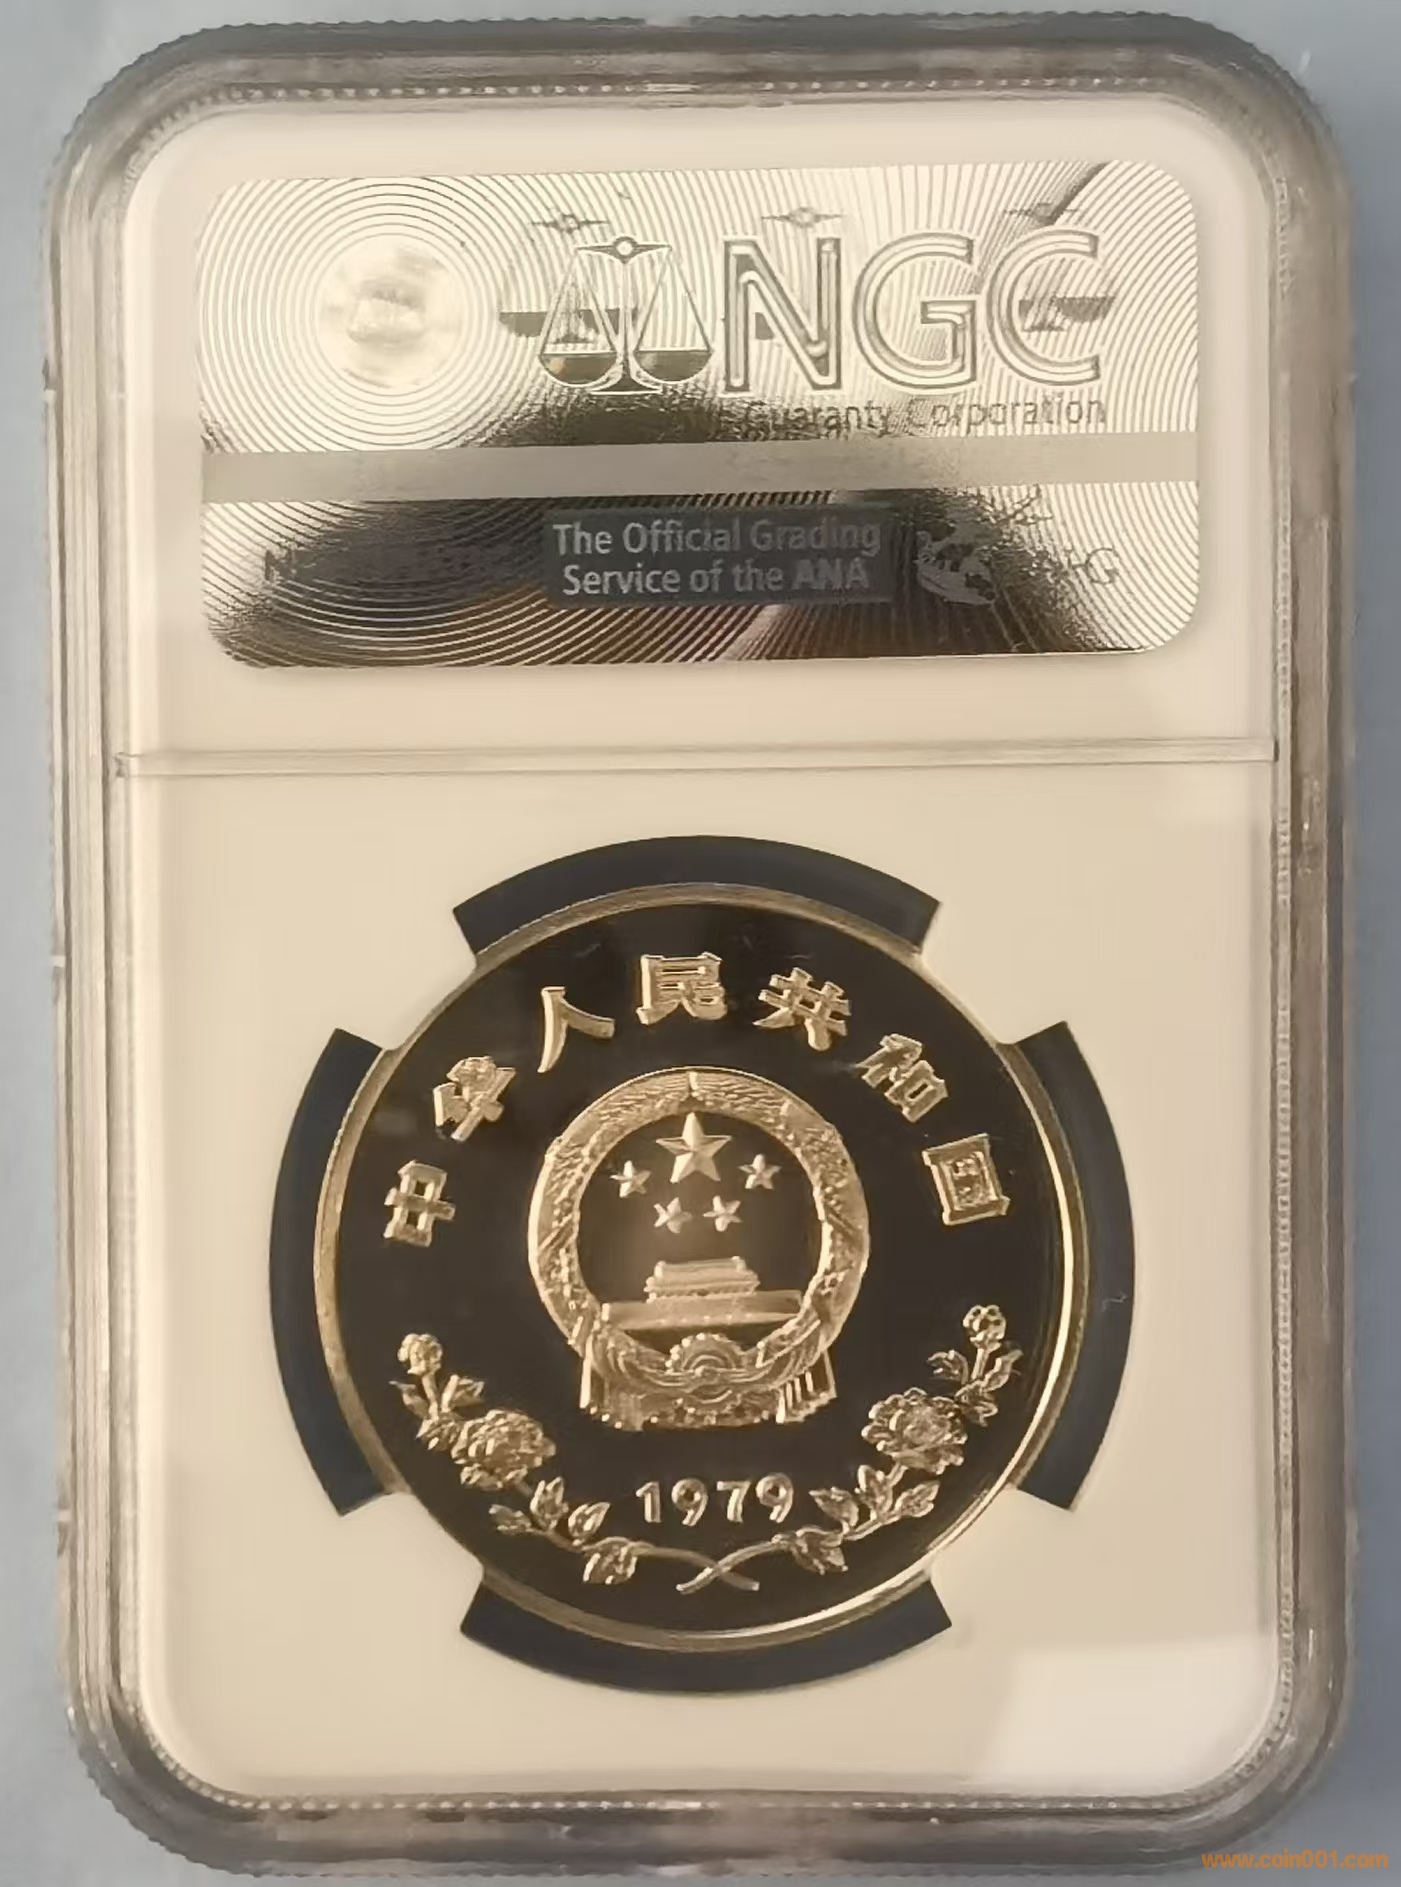 NGC
Guaranty Corporation
The Official Grading
Service of the ANA
中华人民共和国
1979
www.coin001.com